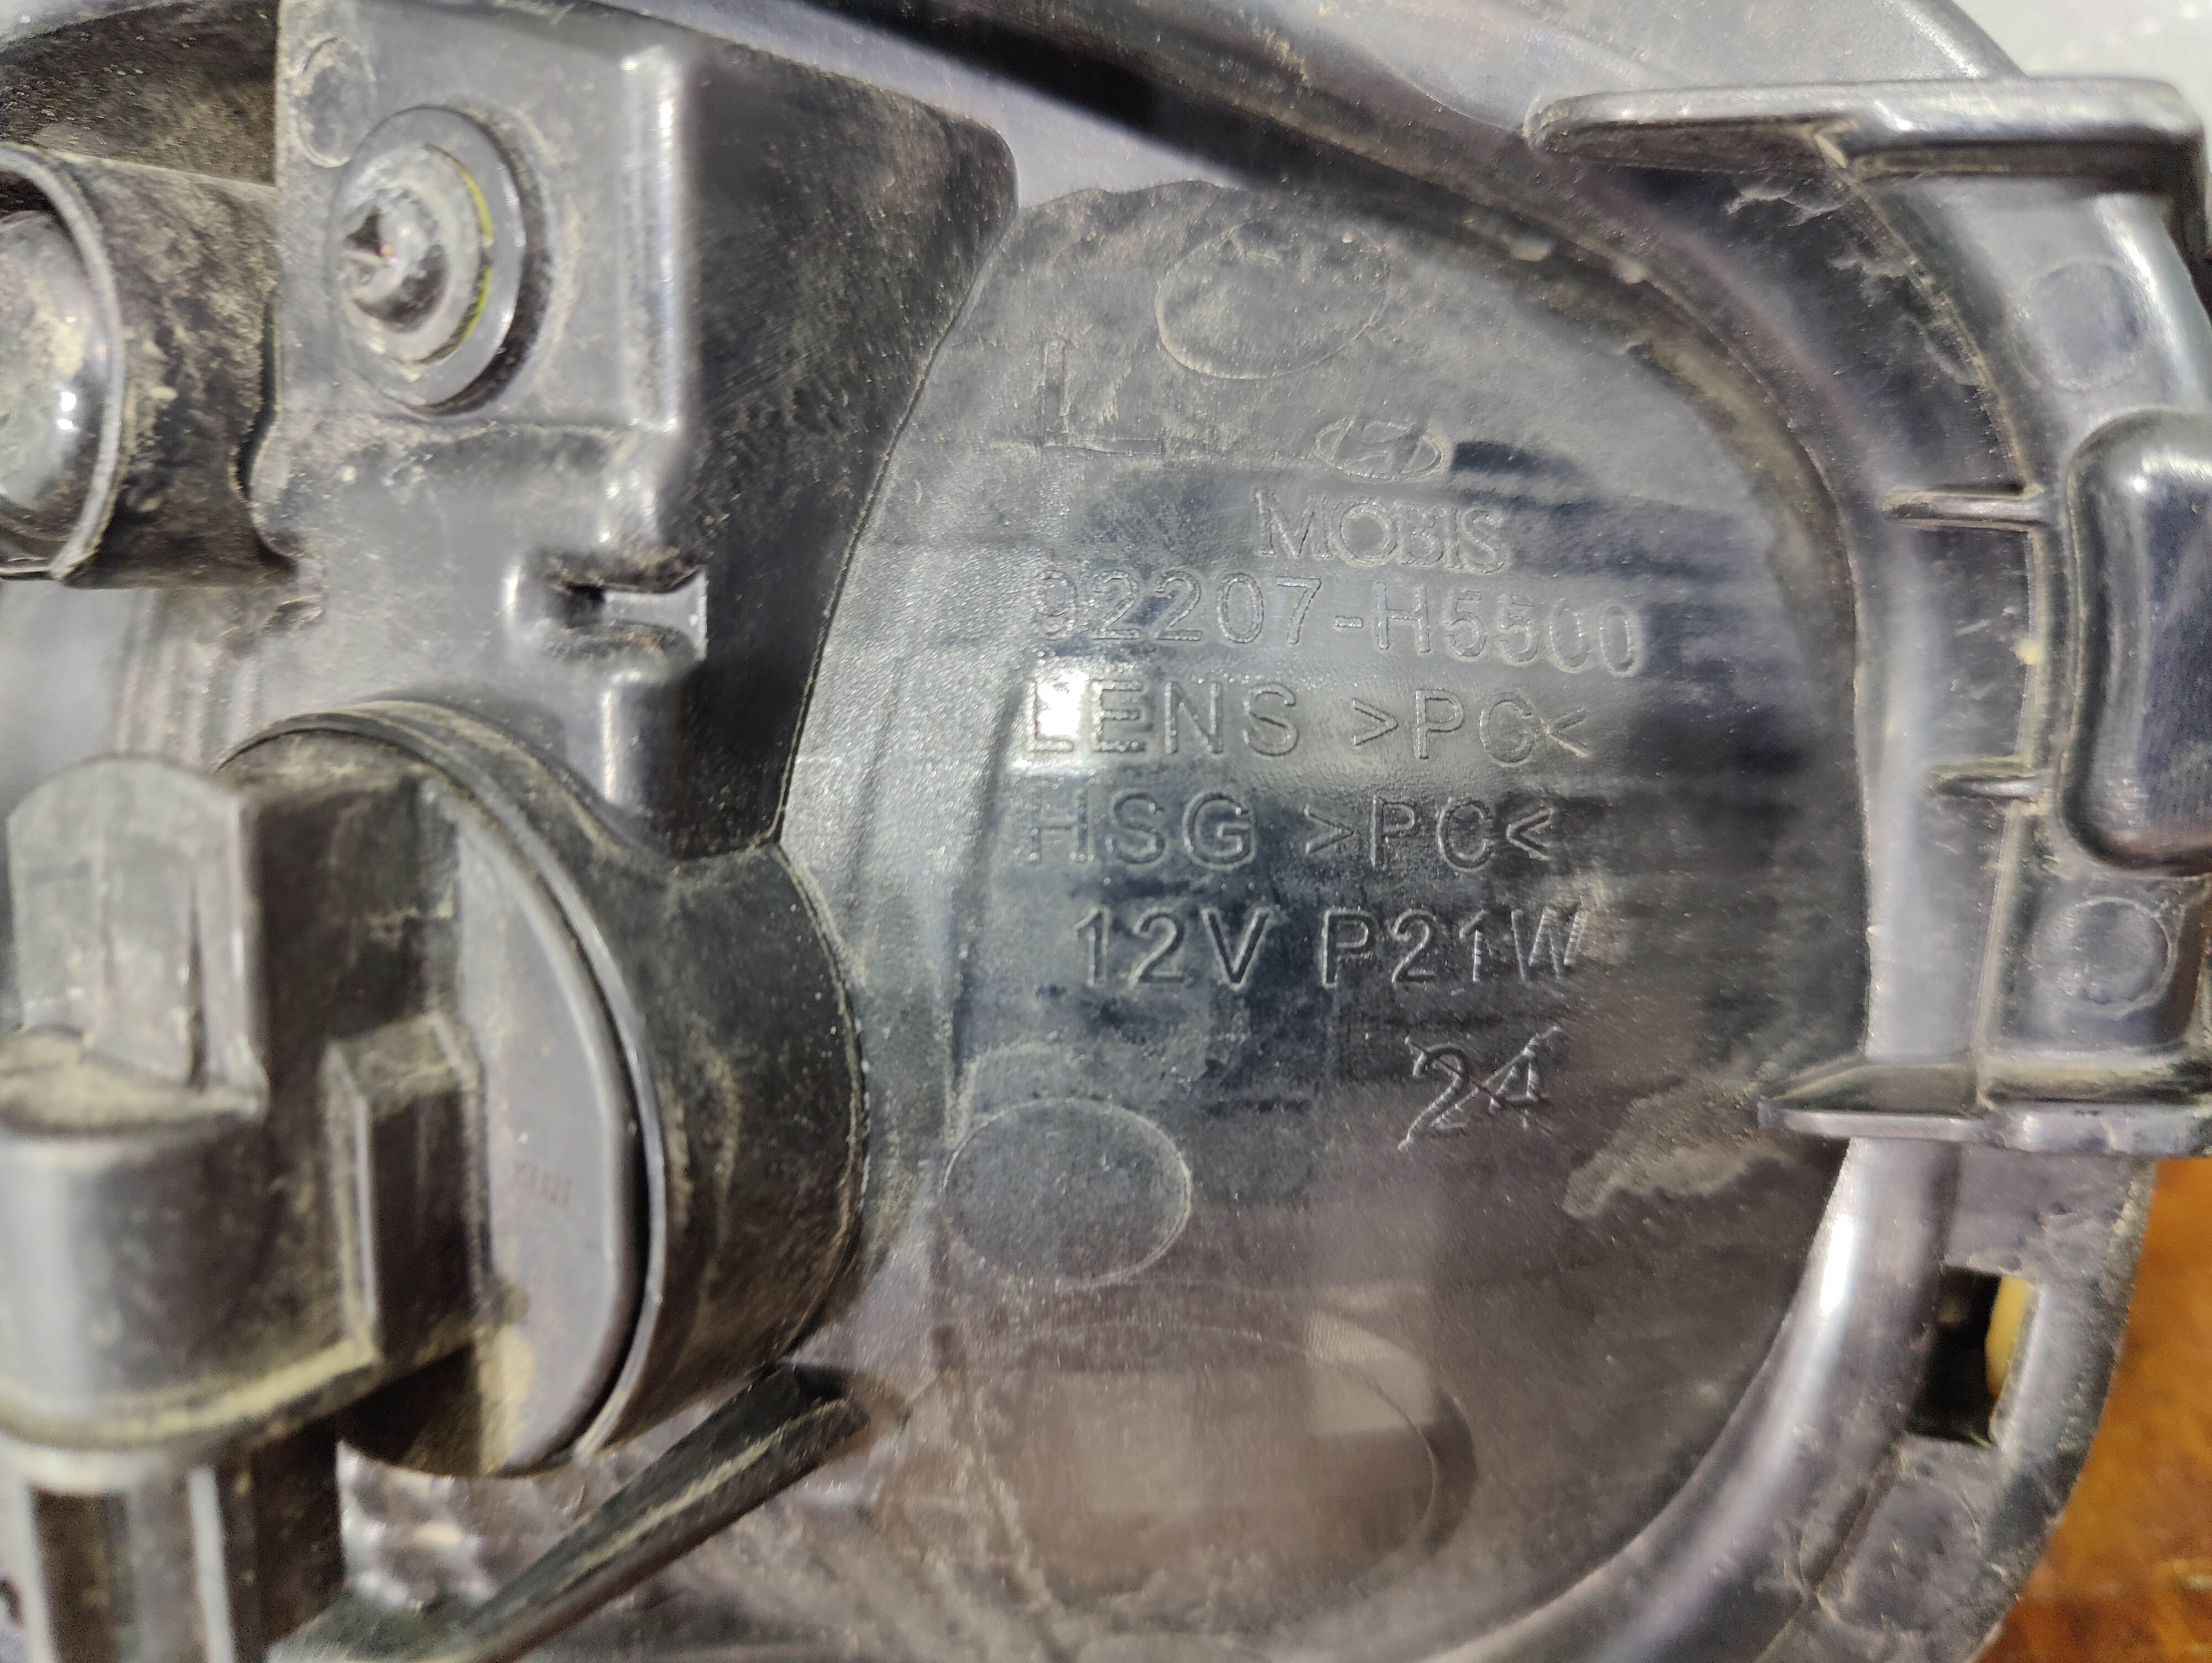 L
MOBIS
92207-H5500
LENS >PC<
HSG >PC<
12V P21W
24